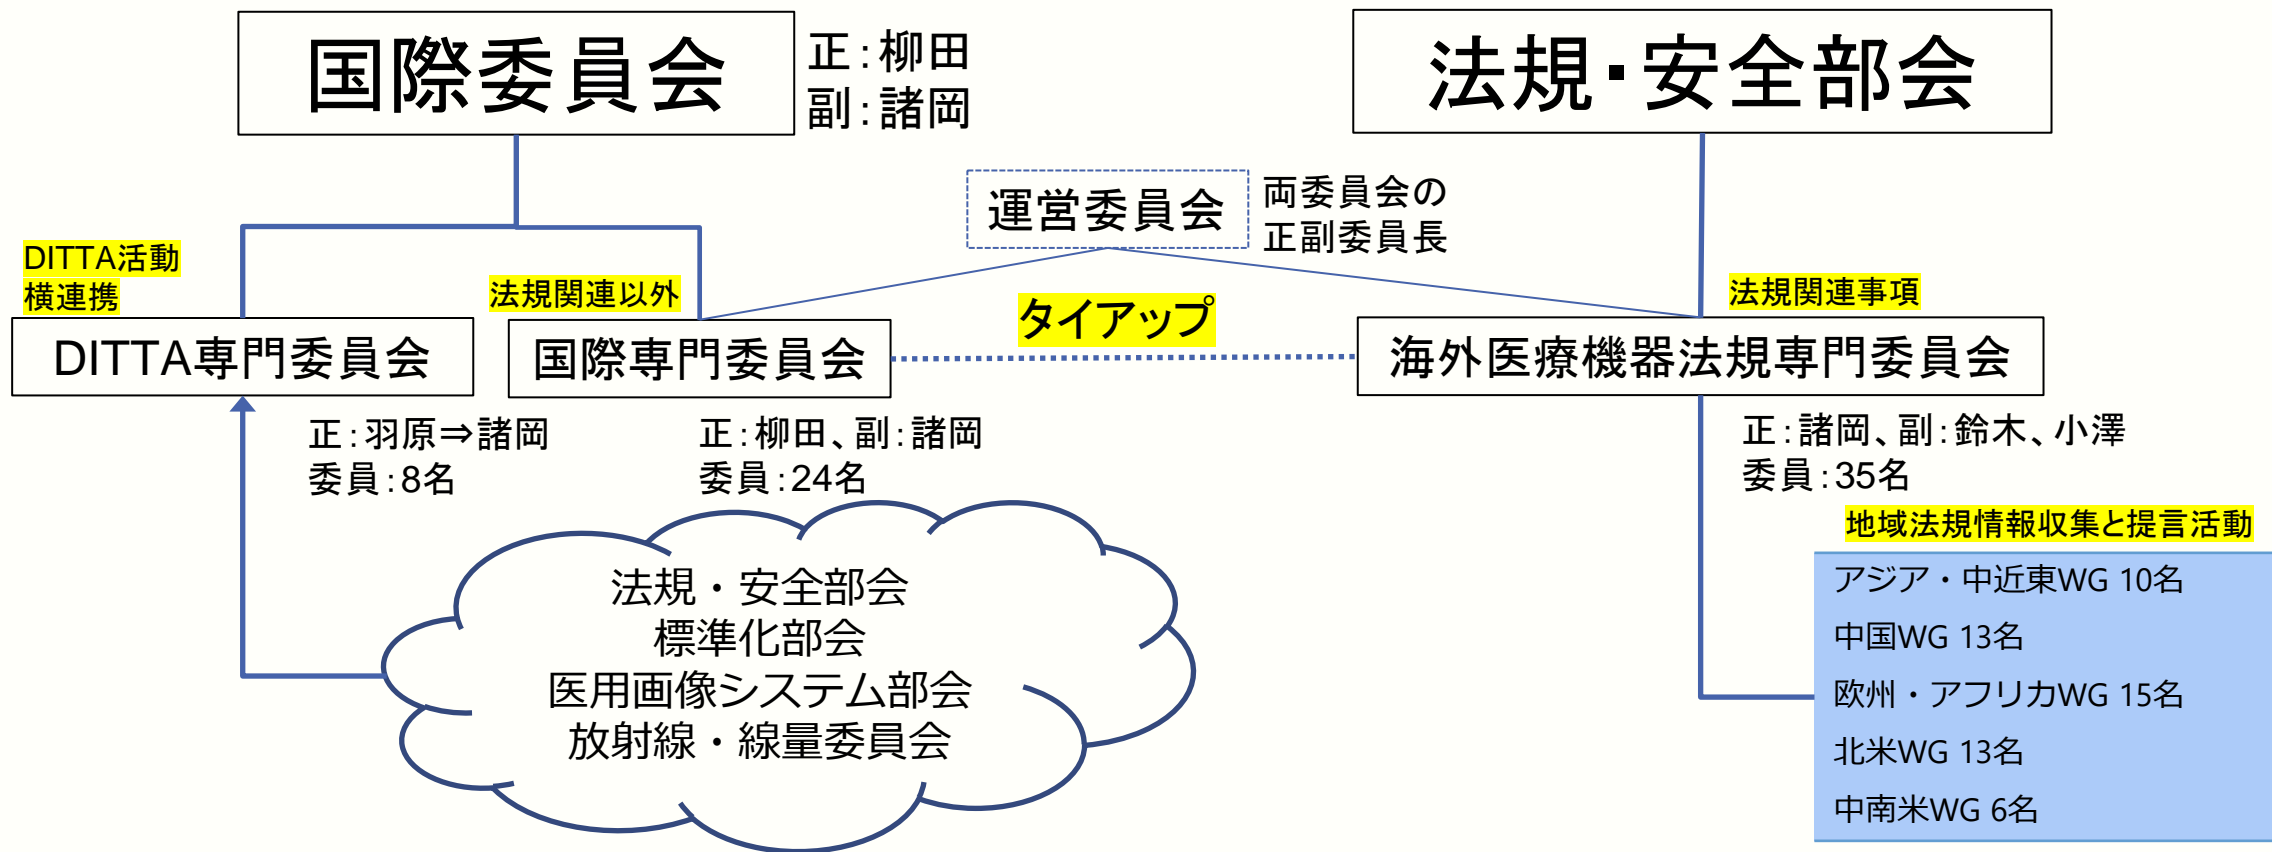 国際委員会
正：柳田
副：諸岡
法規・安全部会
運営委員会
両委員会の
正副委員長
DITTA活動
横連携
法規関連以外
タイアップ
法規関連事項
DITTA専門委員会
国際専門委員会
海外医療機器法規専門委員会
正：羽原⇒諸岡
委員：8名
正：柳田、副：諸岡
委員：24名
正：諸岡、副：鈴木、小澤
委員：35名
地域法規情報収集と提言活動
法規・安全部会
標準化部会
医用画像システム部会
放射線・線量委員会
アジア・中近東WG 10名
中国WG 13名
欧州・アフリカWG 15名
北米WG 13名
中南米WG 6名